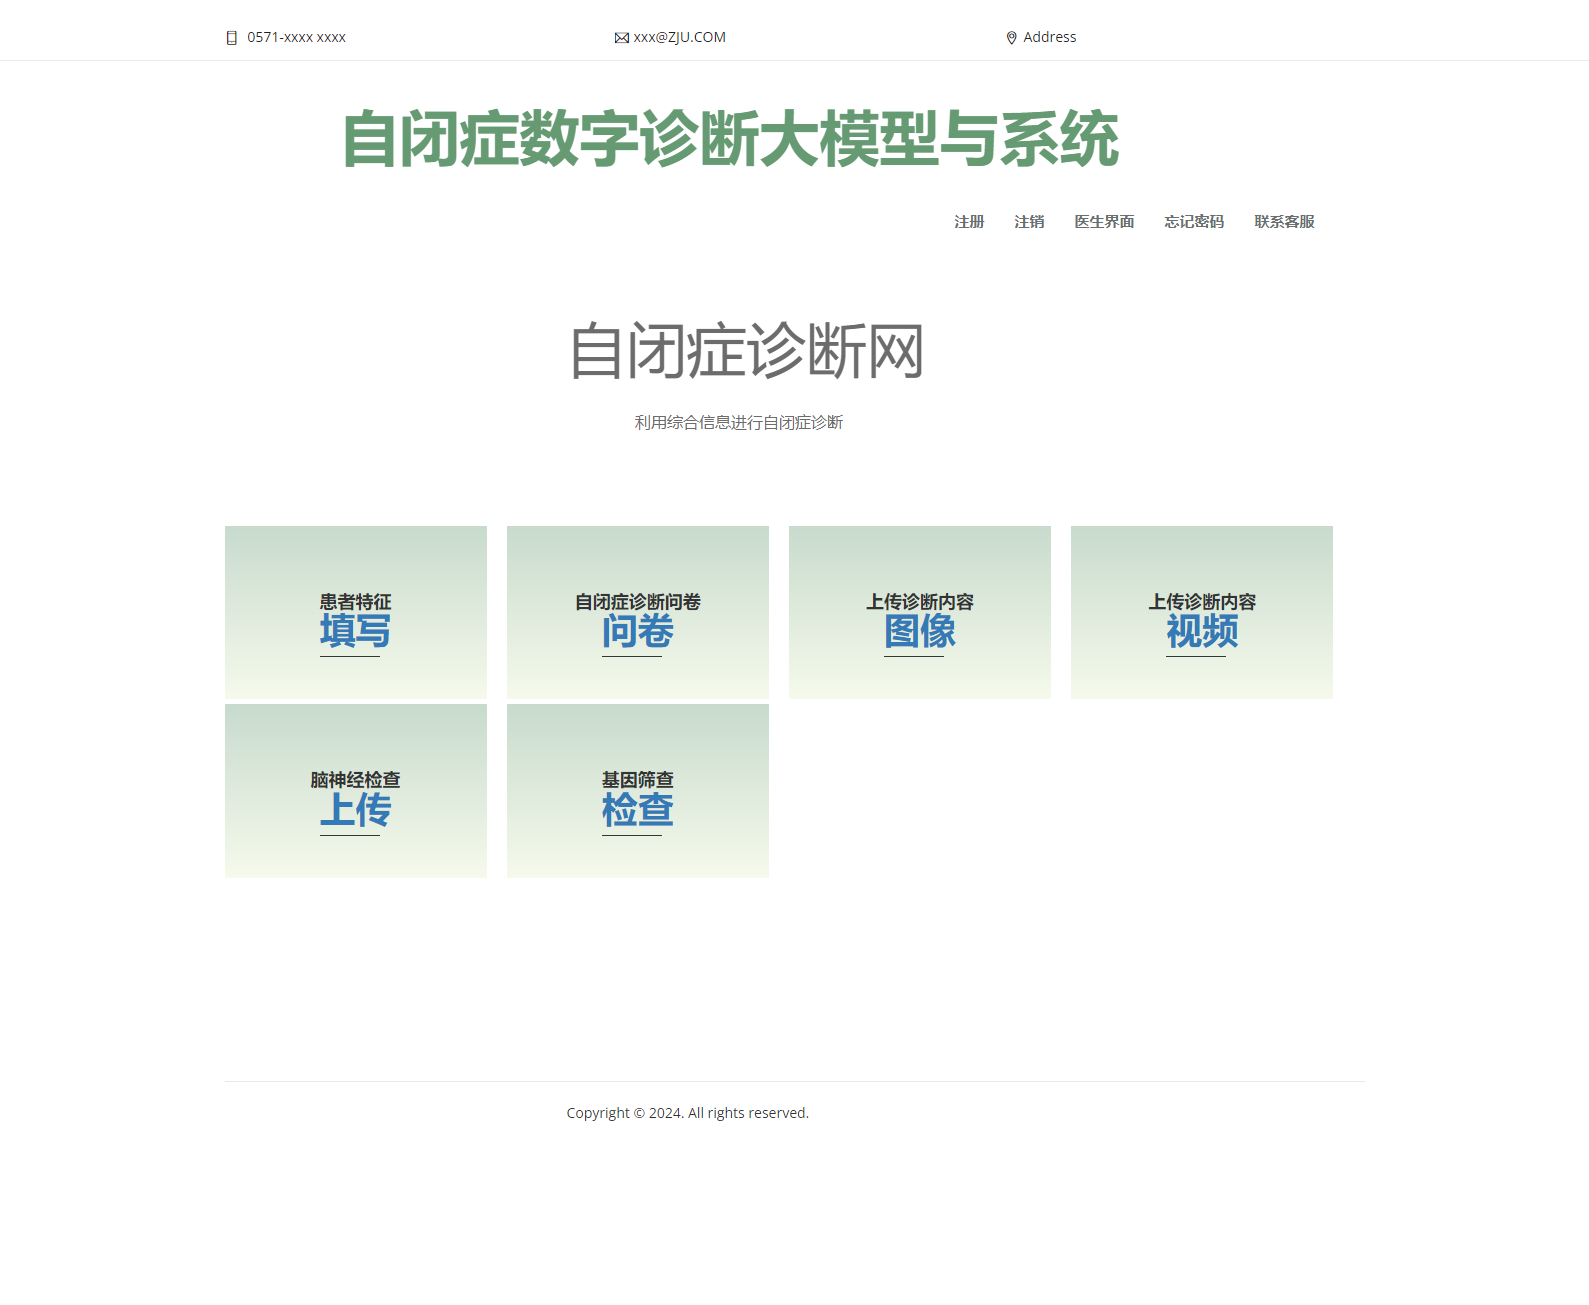 0571-xxxx xxxx
xxx@ZJU.COM
Address
自闭症数字诊断大模型与系统
注册 注销 医生界面 忘记密码 联系客服
自闭症诊断网
利用综合信息进行自闭症诊断
患者特征
填写
自闭症诊断问卷
问卷
上传诊断内容
图像
上传诊断内容
视频
脑神经检查
上传
基因筛查
检查
Copyright © 2024. All rights reserved.